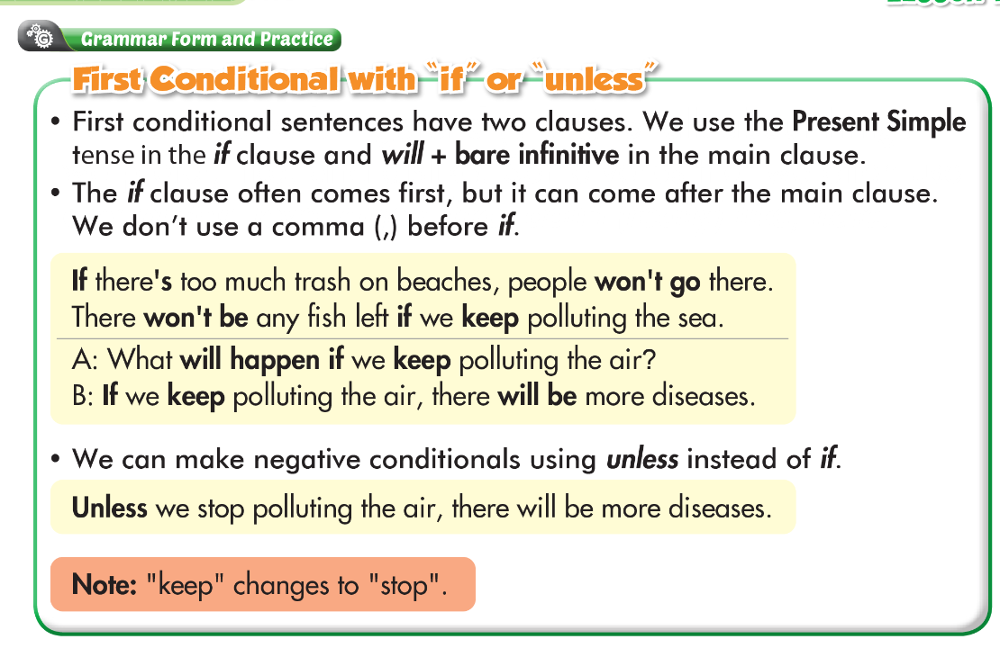 Grammar Form and Practice
First Conditional with "if" or "unless"
• First conditional sentences have two clauses. We use the Present Simple
tense in the if clause and will + bare infinitive in the main clause.
• The if clause often comes first, but it can come after the main clause.
We don't use a comma (,) before if.
If there's too much trash on beaches, people won't go there.
There won't be any fish left if we keep polluting the sea.
A: What will happen if we keep polluting the air?
B: If we keep polluting the air, there will be more diseases.
• We can make negative conditionals using unless instead of if.
Unless we stop polluting the air, there will be more diseases.
Note: "keep" changes to "stop".